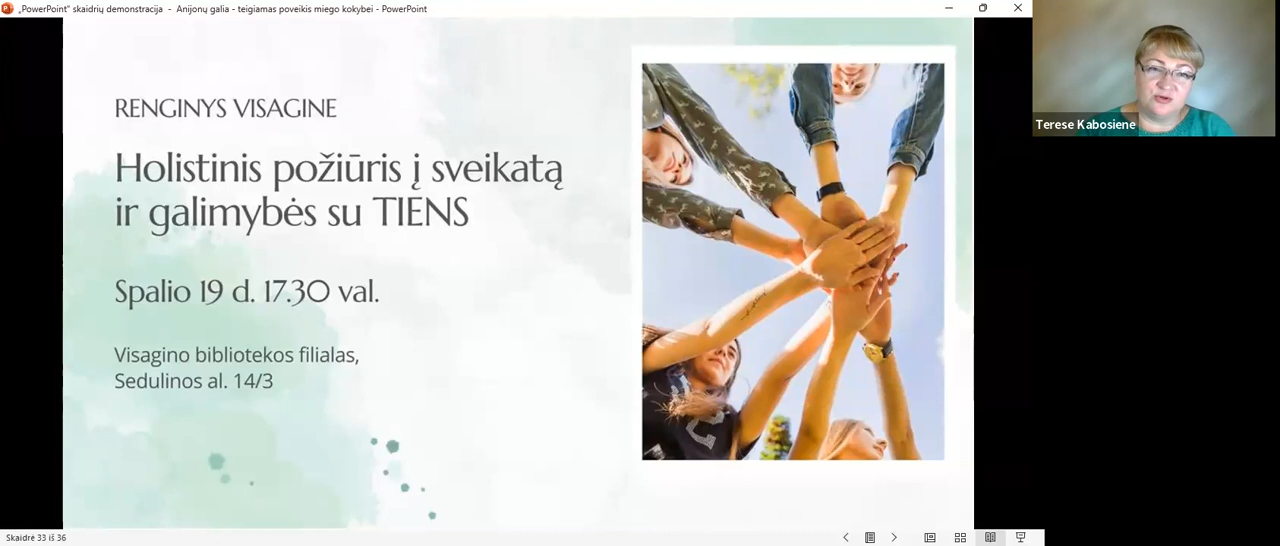 „PowerPoint“ skaidrių demonstracija - Anijonų galia - teigiamas poveikis miego kokybei - PowerPoint
Terese Kabosiene
RENGINYS VISAGINE
Holistinis požiūris į sveikatą
ir galimybės su TIENS
Spalio 19 d. 17.30 val.
Visagino bibliotekos filialas,
Sedulinos al. 14/3
Skaidrė 33 iš 36